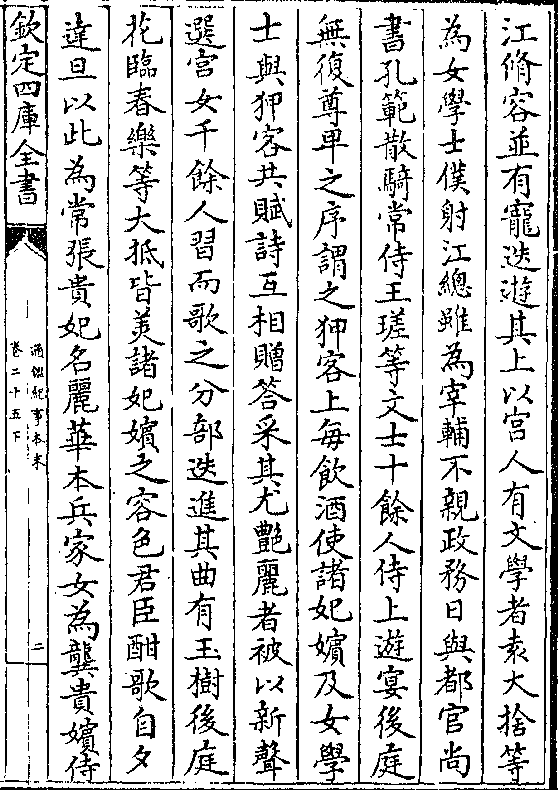 江脩容並有寵迭遊其上以宮人有文學者袁大捨等
為女學士僕射江總雖為宰輔不親政務日與都官尚
書孔範散騎常侍王瑳等文士十餘人侍上遊宴後庭
無復尊卑之序謂之狎客上每飲酒使諸妃嬪及女學
士與狎客共賦詩互相贈答采其尤艷麗者被以新聲
選宮女千餘人習而歌之分部迭進其曲有玉樹後庭
花臨春樂等大抵皆美諸妃嬪之容色君臣酣歌自夕
達旦以此為常張貴妃名麗華本兵家女為龔貴嬪侍
欽定四庫全書
通鑑紀事本末
卷二十五下
二